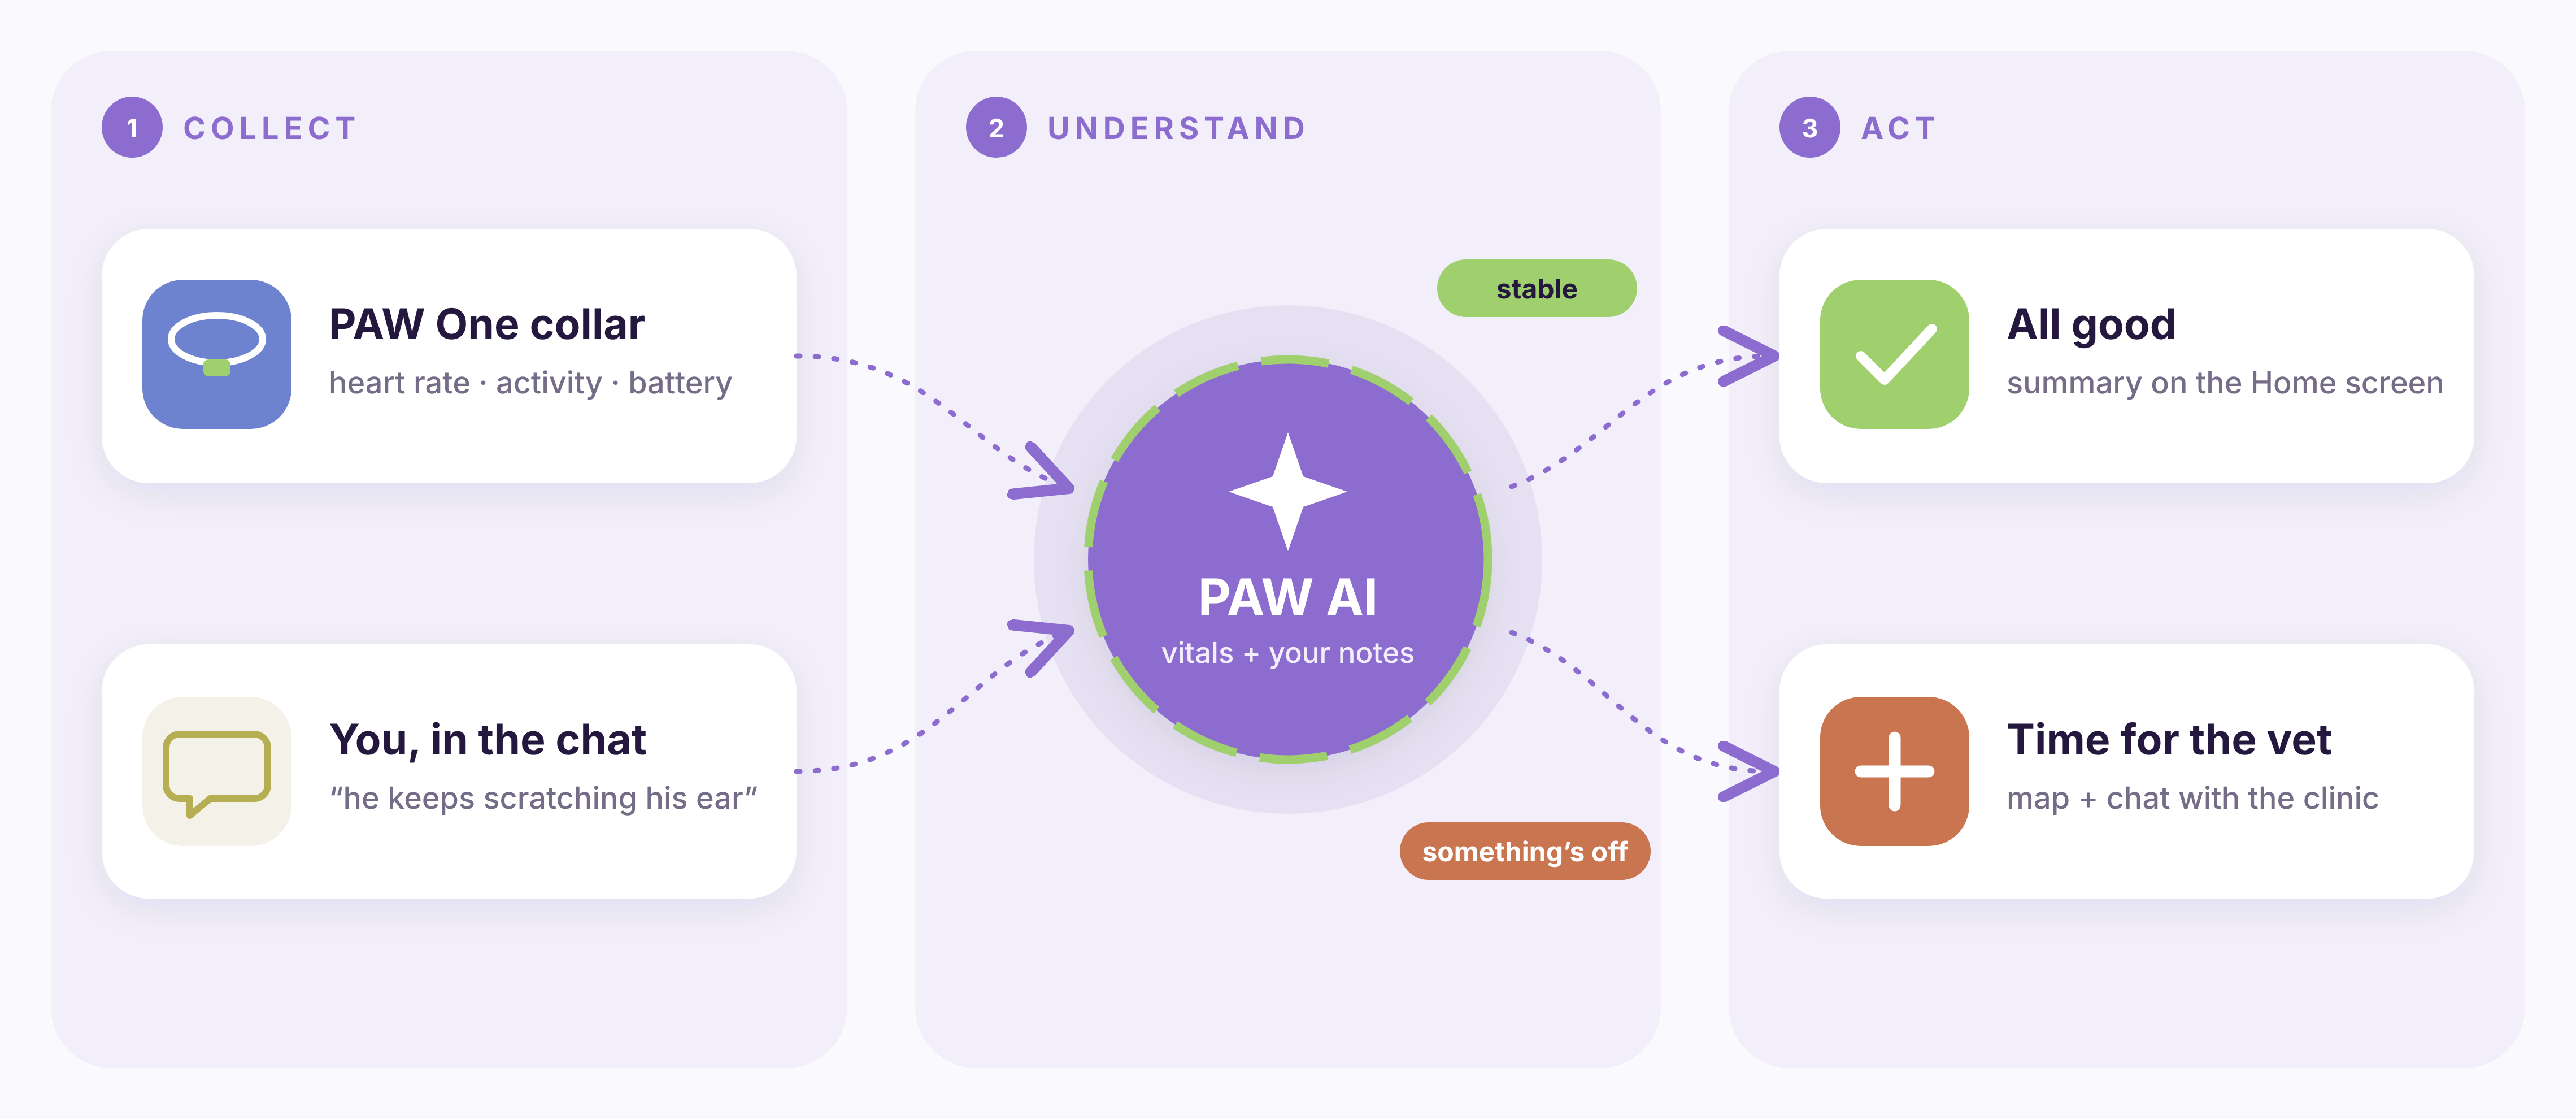 1 COLLECT
PAW One collar
heart rate · activity · battery
You, in the chat
“he keeps scratching his ear”
2 UNDERSTAND
stable
PAW AI
vitals + your notes
something’s off
3 ACT
All good
summary on the Home screen
Time for the vet
map + chat with the clinic